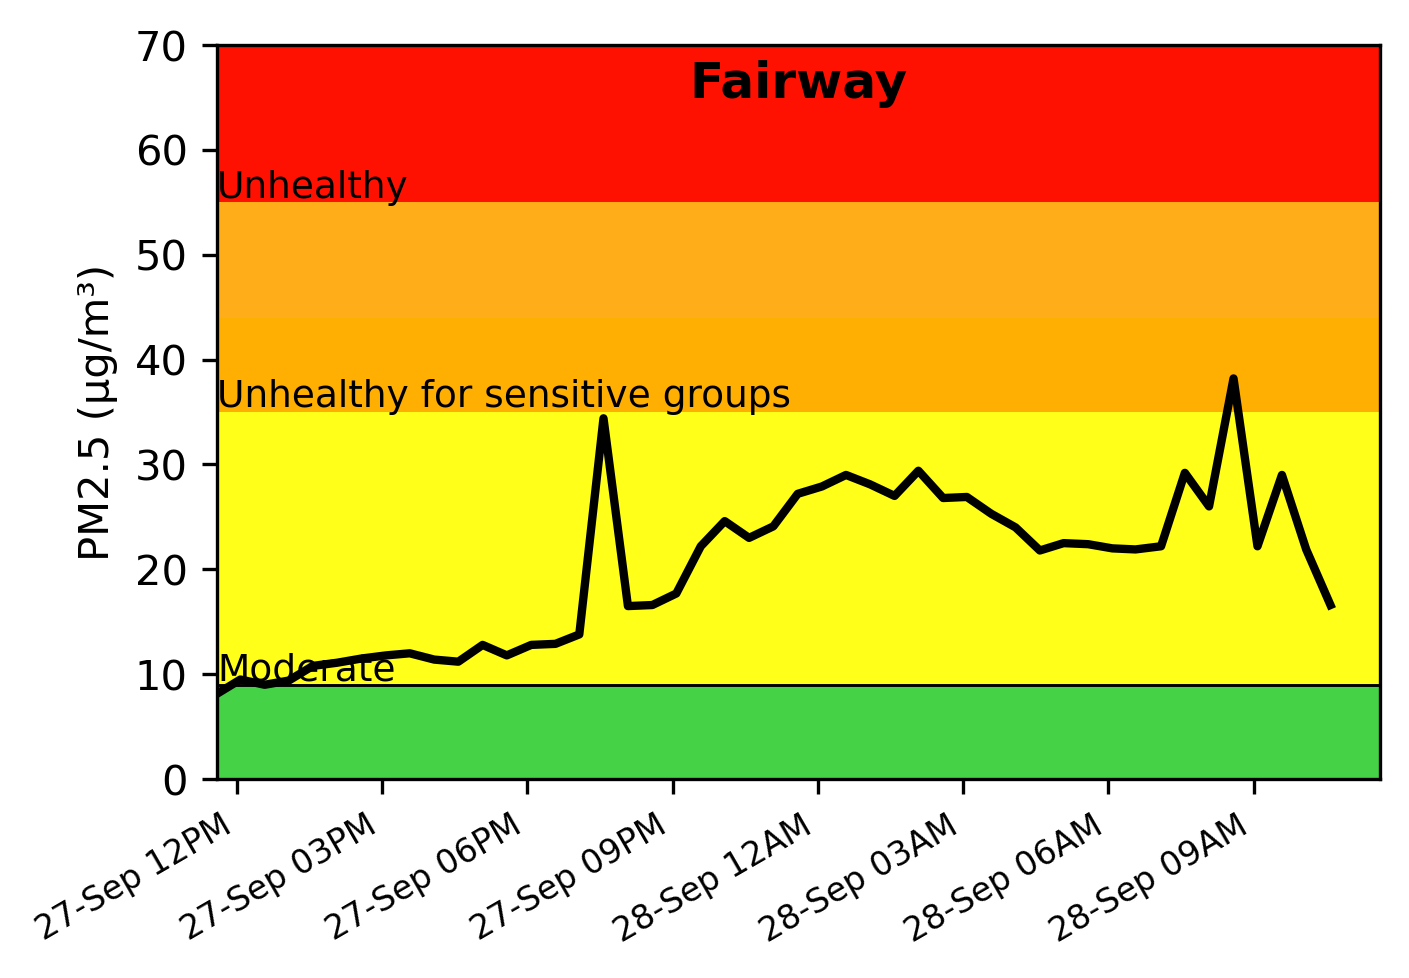 Fairway
70
60
50
40
30
20
10
0
PM2.5 (µg/m³)
Unhealthy
Unhealthy for sensitive groups
Moderate
27-Sep 12PM
27-Sep 03PM
27-Sep 06PM
27-Sep 09PM
28-Sep 12AM
28-Sep 03AM
28-Sep 06AM
28-Sep 09AM